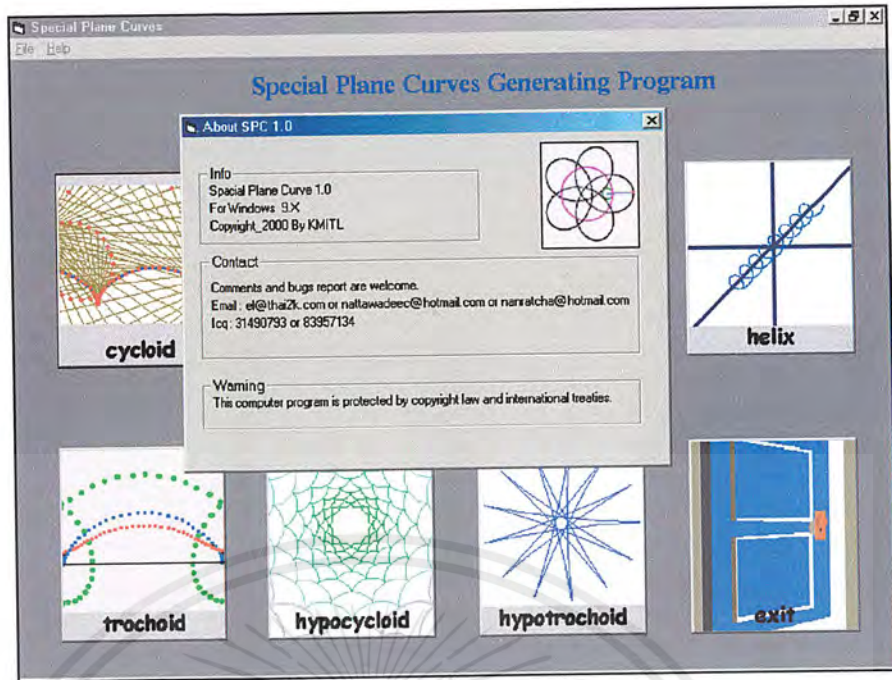 Special Plane Curves
File Help
Special Plane Curves Generating Program
About SPC 1.0
Info
Spacial Plane Curve 1.0
For Windows 9.X
Copyright_2000 By KMITL
Contact
Comments and bugs report are welcome.
Email : el@thai2k.com or nattawadeec@hotmail.com or nanratcha@hotmail.com
Icq : 31490793 or 83957134
Warning
This computer program is protected by copyright law and international treaties.
cycloid
helix
trochoid
hypocycloid
hypotrochoid
exit